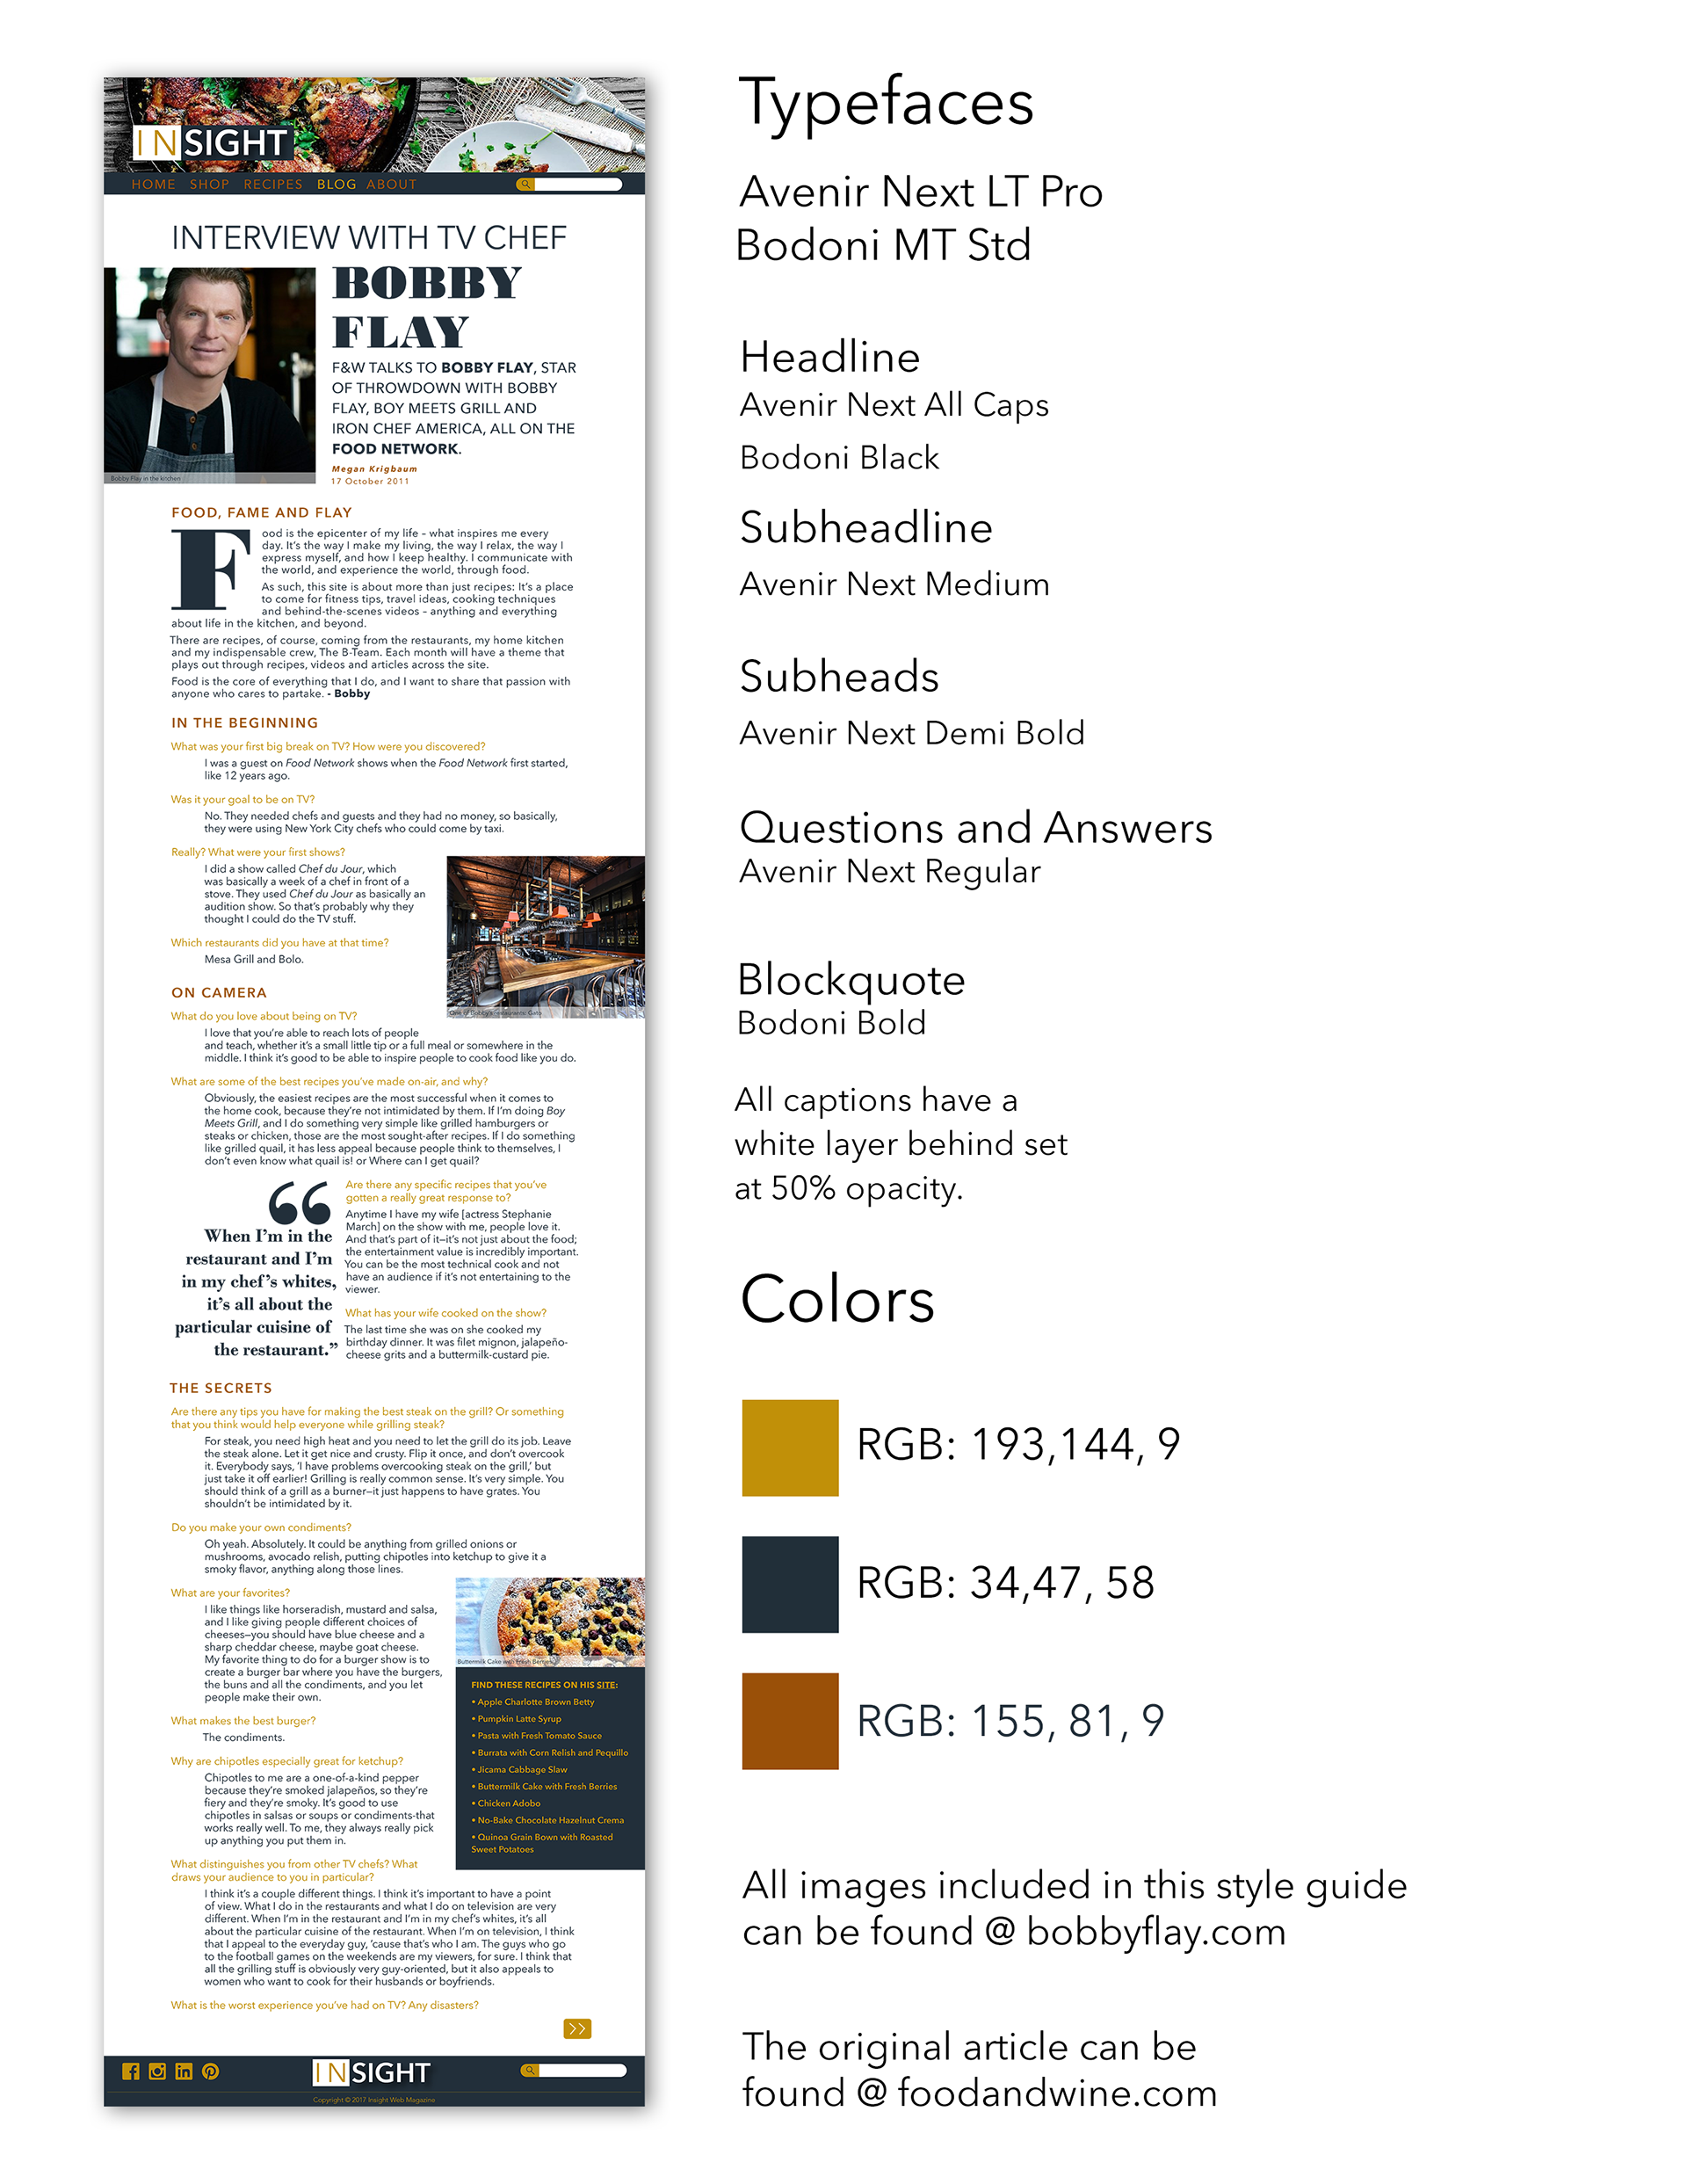 INSIGHT
HOME SHOP RECIPES BLOG ABOUT
INTERVIEW WITH TV CHEF
BOBBY
FLAY
F&W TALKS TO BOBBY FLAY, STAR
OF THROWDOWN WITH BOBBY
FLAY, BOY MEETS GRILL AND
IRON CHEF AMERICA, ALL ON THE
FOOD NETWORK.
Megan Krigbaum
17 October 2011
Bobby Flay in the kitchen
FOOD, FAME AND FLAY
Food is the epicenter of my life – what inspires me every
day. It's the way I make my living, the way I relax, the way I
express myself, and how I keep healthy. I communicate with
the world, and experience the world, through food.
As such, this site is about more than just recipes: It's a place
to come for fitness tips, travel ideas, cooking techniques
and behind-the-scenes videos – anything and everything
about life in the kitchen, and beyond.
There are recipes, of course, coming from the restaurants, my home kitchen
and my indispensable crew, The B-Team. Each month will have a theme that
plays out through recipes, videos and articles across the site.
Food is the core of everything that I do, and I want to share that passion with
anyone who cares to partake. - Bobby
IN THE BEGINNING
What was your first big break on TV? How were you discovered?
I was a guest on Food Network shows when the Food Network first started,
like 12 years ago.
Was it your goal to be on TV?
No. They needed chefs and guests and they had no money, so basically,
they were using New York City chefs who could come by taxi.
Really? What were your first shows?
I did a show called Chef du Jour, which
was basically a week of a chef in front of a
stove. They used Chef du Jour as basically an
audition show. So that's probably why they
thought I could do the TV stuff.
Which restaurants did you have at that time?
Mesa Grill and Bolo.
One of Bobby's restaurants: Gato
ON CAMERA
What do you love about being on TV?
I love that you're able to reach lots of people
and teach, whether it's a small little tip or a full meal or somewhere in the
middle. I think it's good to be able to inspire people to cook food like you do.
What are some of the best recipes you've made on-air, and why?
Obviously, the easiest recipes are the most successful when it comes to
the home cook, because they're not intimidated by them. If I'm doing Boy
Meets Grill, and I do something very simple like grilled hamburgers or
steaks or chicken, those are the most sought-after recipes. If I do something
like grilled quail, it has less appeal because people think to themselves, I
don't even know what quail is! or Where can I get quail?
“
When I'm in the
restaurant and I'm
in my chef's whites,
it's all about the
particular cuisine of
the restaurant.”
Are there any specific recipes that you've
gotten a really great response to?
Anytime I have my wife [actress Stephanie
March] on the show with me, people love it.
And that's part of it—it's not just about the food;
the entertainment value is incredibly important.
You can be the most technical cook and not
have an audience if it's not entertaining to the
viewer.
What has your wife cooked on the show?
The last time she was on she cooked my
birthday dinner. It was filet mignon, jalapeño-
cheese grits and a buttermilk-custard pie.
THE SECRETS
Are there any tips you have for making the best steak on the grill? Or something
that you think would help everyone while grilling steak?
For steak, you need high heat and you need to let the grill do its job. Leave
the steak alone. Let it get nice and crusty. Flip it once, and don't overcook
it. Everybody says, 'I have problems overcooking steak on the grill,' but
just take it off earlier! Grilling is really common sense. It's very simple. You
should think of a grill as a burner—it just happens to have grates. You
shouldn't be intimidated by it.
Do you make your own condiments?
Oh yeah. Absolutely. It could be anything from grilled onions or
mushrooms, avocado relish, putting chipotles into ketchup to give it a
smoky flavor, anything along those lines.
What are your favorites?
I like things like horseradish, mustard and salsa,
and I like giving people different choices of
cheeses—you should have blue cheese and a
sharp cheddar cheese, maybe goat cheese.
My favorite thing to do for a burger show is to
create a burger bar where you have the burgers,
the buns and all the condiments, and you let
people make their own.
What makes the best burger?
The condiments.
Why are chipotles especially great for ketchup?
Chipotles to me are a one-of-a-kind pepper
because they're smoked jalapeños, so they're
fiery and they're smoky. It's good to use
chipotles in salsas or soups or condiments-that
works really well. To me, they always really pick
up anything you put them in.
Buttermilk Cake with Fresh Berries
FIND THESE RECIPES ON HIS SITE:
• Apple Charlotte Brown Betty
• Pumpkin Latte Syrup
• Pasta with Fresh Tomato Sauce
• Burrata with Corn Relish and Pequillo
• Jicama Cabbage Slaw
• Buttermilk Cake with Fresh Berries
• Chicken Adobo
• No-Bake Chocolate Hazelnut Crema
• Quinoa Grain Bown with Roasted
Sweet Potatoes
What distinguishes you from other TV chefs? What
draws your audience to you in particular?
I think it's a couple different things. I think it's important to have a point
of view. What I do in the restaurants and what I do on television are very
different. When I'm in the restaurant and I'm in my chef's whites, it's all
about the particular cuisine of the restaurant. When I'm on television, I think
that I appeal to the everyday guy, 'cause that's who I am. The guys who go
to the football games on the weekends are my viewers, for sure. I think that
all the grilling stuff is obviously very guy-oriented, but it also appeals to
women who want to cook for their husbands or boyfriends.
What is the worst experience you've had on TV? Any disasters?
>>
INSIGHT
Copyright © 2017 Insight Web Magazine
Typefaces
Avenir Next LT Pro
Bodoni MT Std
Headline
Avenir Next All Caps
Bodoni Black
Subheadline
Avenir Next Medium
Subheads
Avenir Next Demi Bold
Questions and Answers
Avenir Next Regular
Blockquote
Bodoni Bold
All captions have a
white layer behind set
at 50% opacity.
Colors
RGB: 193,144, 9
RGB: 34,47, 58
RGB: 155, 81, 9
All images included in this style guide
can be found @ bobbyflay.com
The original article can be
found @ foodandwine.com